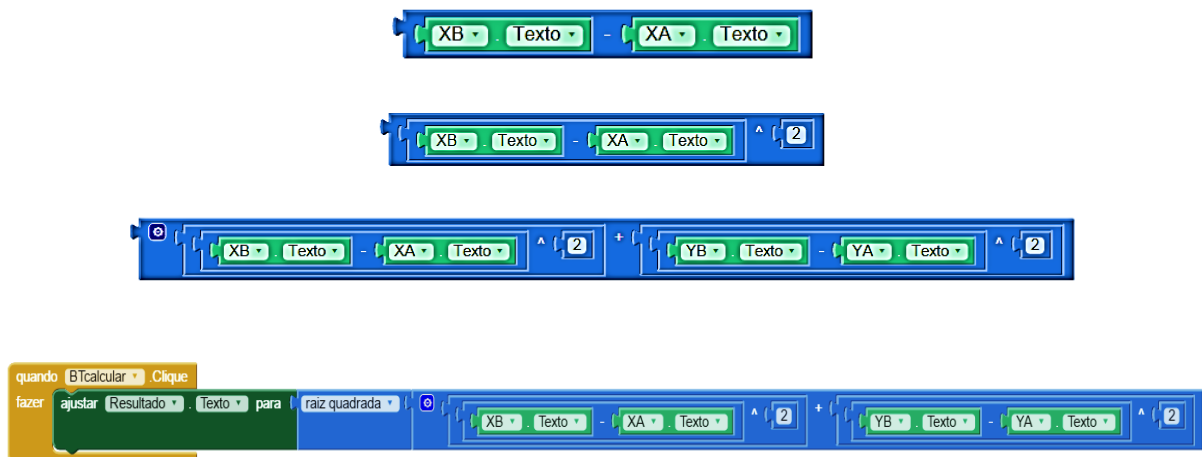 XB . Texto - XA . Texto
XB . Texto - XA . Texto ^ 2
XB . Texto - XA . Texto ^ 2 + YB . Texto - YA . Texto ^ 2
quando BTcalcular .Clique
fazer ajustar Resultado . Texto para raiz quadrada XB . Texto - XA . Texto ^ 2 + YB . Texto - YA . Texto ^ 2